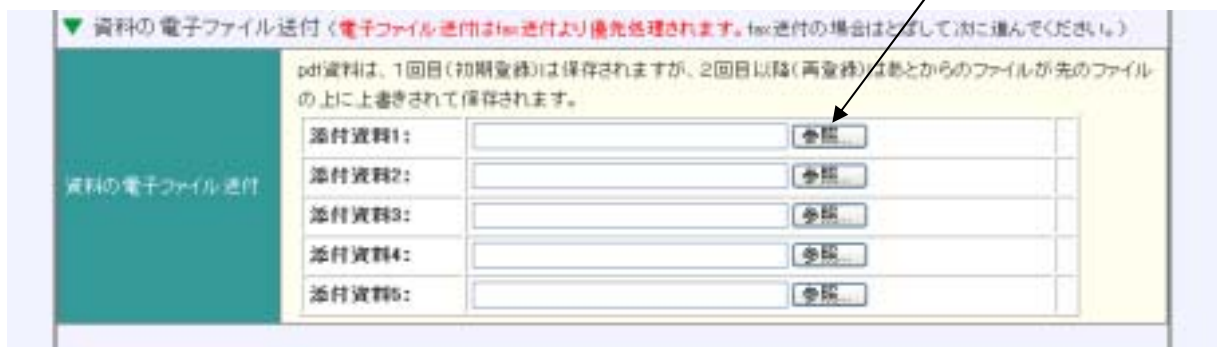 ▼ 資料の電子ファイル送付（電子ファイル送付はfax送付より優先処理されます。fax送付の場合はとばして次に進んでください。）
pdf資料は、1回目(初期登録)は保存されますが、2回目以降(再登録)はあとからのファイルが先のファイル
の上に上書きされて保存されます。
資料の電子ファイル送付
添付資料1： 参照...
添付資料2： 参照...
添付資料3： 参照...
添付資料4： 参照...
添付資料5： 参照...